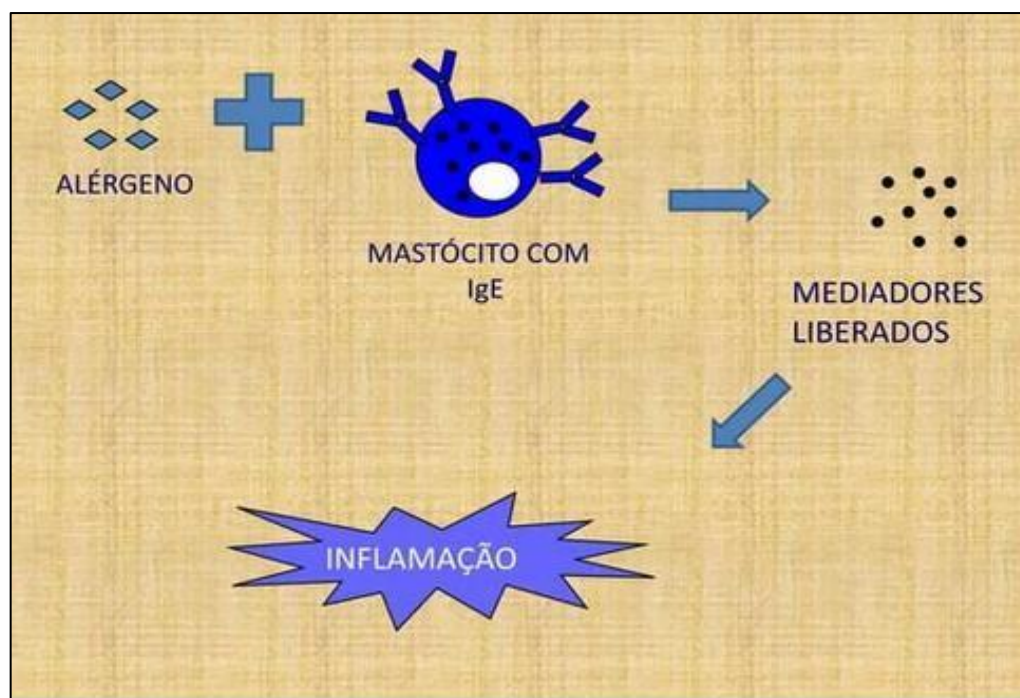 ALÉRGENO
MASTÓCITO COM
IgE
MEDIADORES
LIBERADOS
INFLAMAÇÃO